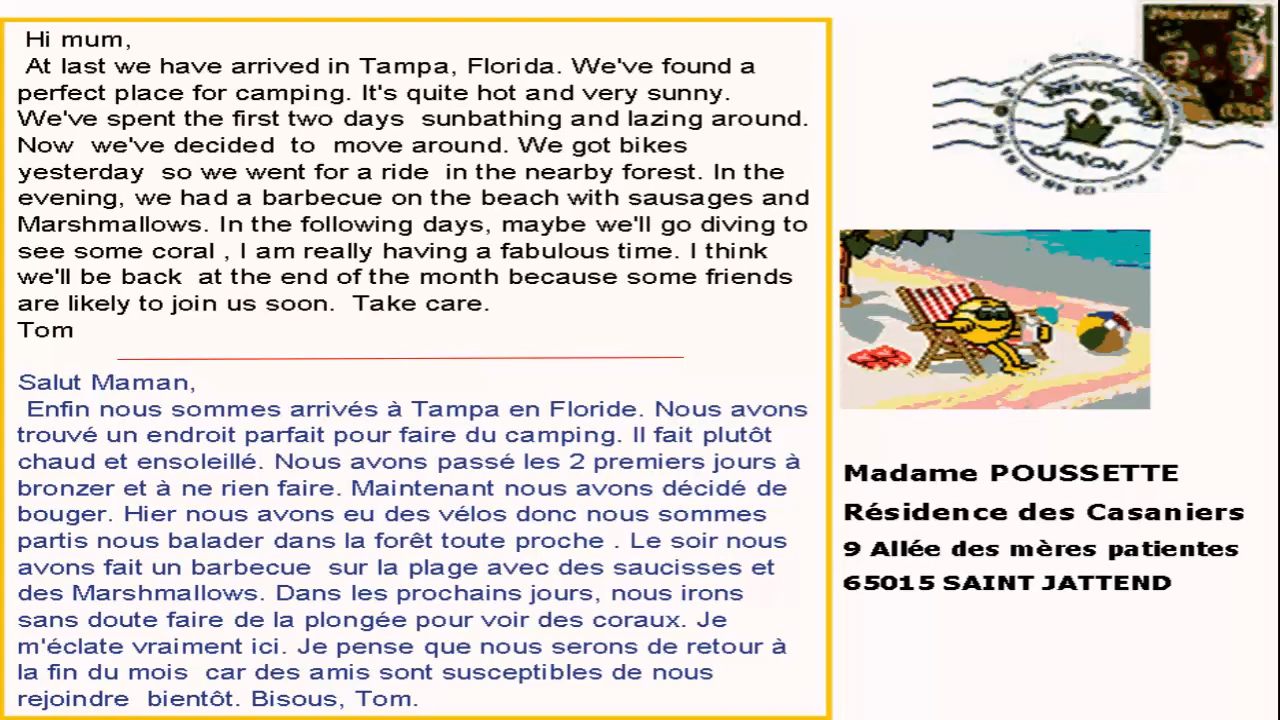 Hi mum,
At last we have arrived in Tampa, Florida. We've found a
perfect place for camping. It's quite hot and very sunny.
We've spent the first two days sunbathing and lazing around.
Now we've decided to move around. We got bikes
yesterday so we went for a ride in the nearby forest. In the
evening, we had a barbecue on the beach with sausages and
Marshmallows. In the following days, maybe we'll go diving to
see some coral , I am really having a fabulous time. I think
we'll be back at the end of the month because some friends
are likely to join us soon. Take care.
Tom
Salut Maman,
Enfin nous sommes arrivés à Tampa en Floride. Nous avons
trouvé un endroit parfait pour faire du camping. Il fait plutôt
chaud et ensoleillé. Nous avons passé les 2 premiers jours à
bronzer et à ne rien faire. Maintenant nous avons décidé de
bouger. Hier nous avons eu des vélos donc nous sommes
partis nous balader dans la forêt toute proche . Le soir nous
avons fait un barbecue sur la plage avec des saucisses et
des Marshmallows. Dans les prochains jours, nous irons
sans doute faire de la plongée pour voir des coraux. Je
m'éclate vraiment ici. Je pense que nous serons de retour à
la fin du mois car des amis sont susceptibles de nous
rejoindre bientôt. Bisous, Tom.
Madame POUSSETTE
Résidence des Casaniers
9 Allée des mères patientes
65015 SAINT JATTEND